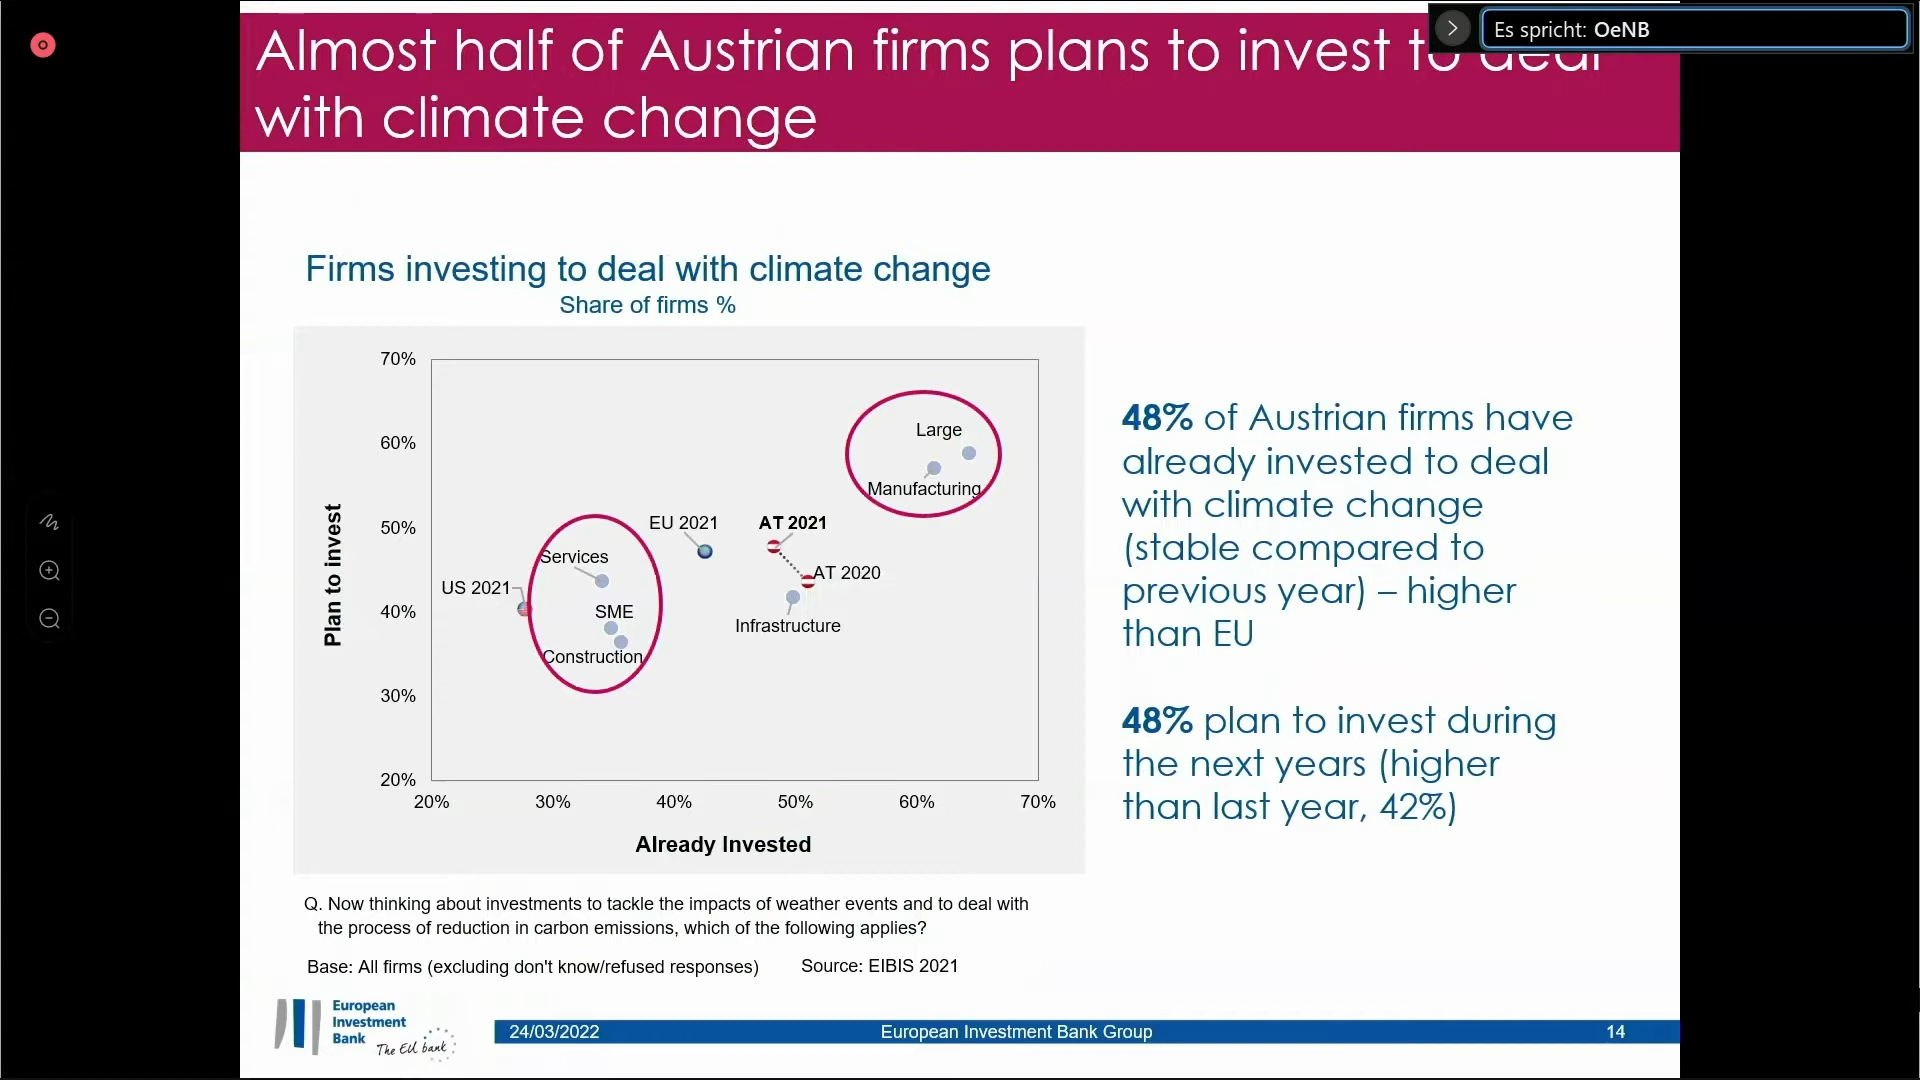 Es spricht: OeNB
Almost half of Austrian firms plans to invest to deal
with climate change
Firms investing to deal with climate change
Share of firms %
70%
60%
50%
40%
30%
20%
Plan to invest
Large
Manufacturing
EU 2021
AT 2021
Services
AT 2020
US 2021
SME
Infrastructure
Construction
20% 30% 40% 50% 60% 70%
Already Invested
48% of Austrian firms have
already invested to deal
with climate change
(stable compared to
previous year) – higher
than EU
48% plan to invest during
the next years (higher
than last year, 42%)
Q. Now thinking about investments to tackle the impacts of weather events and to deal with
the process of reduction in carbon emissions, which of the following applies?
Base: All firms (excluding don't know/refused responses) Source: EIBIS 2021
European
Investment
Bank
The EU bank
24/03/2022 European Investment Bank Group 14